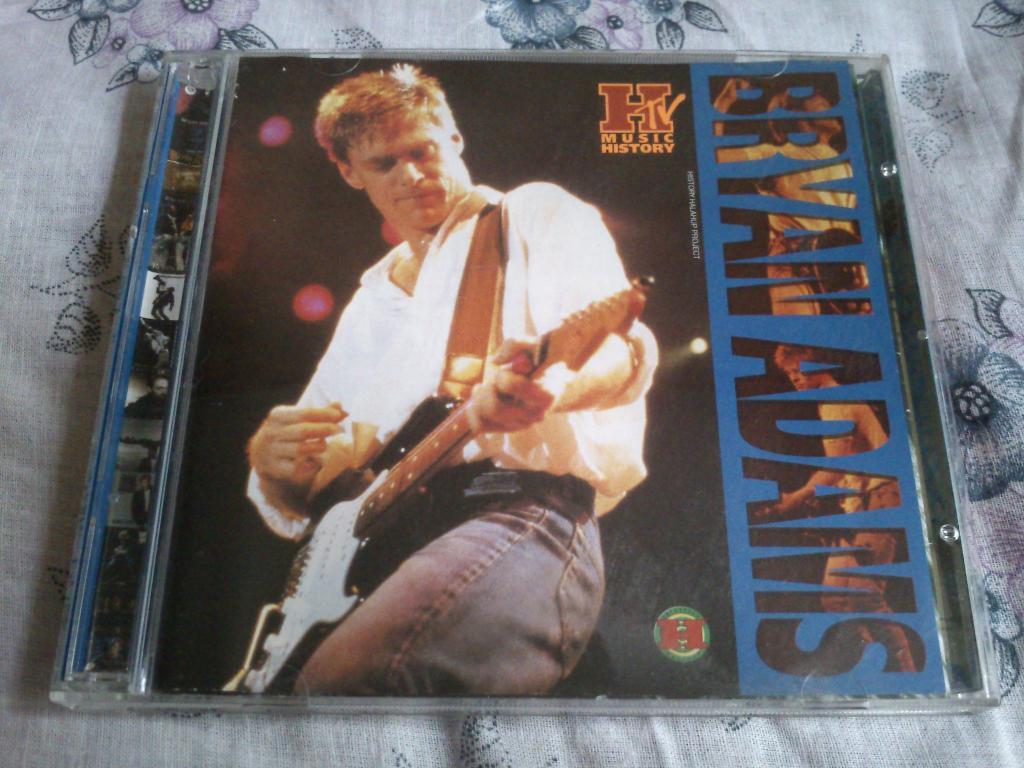 HTV
MUSIC
HISTORY
HISTORY HALAHUP PROJECT
BRYAN ADAMS
H